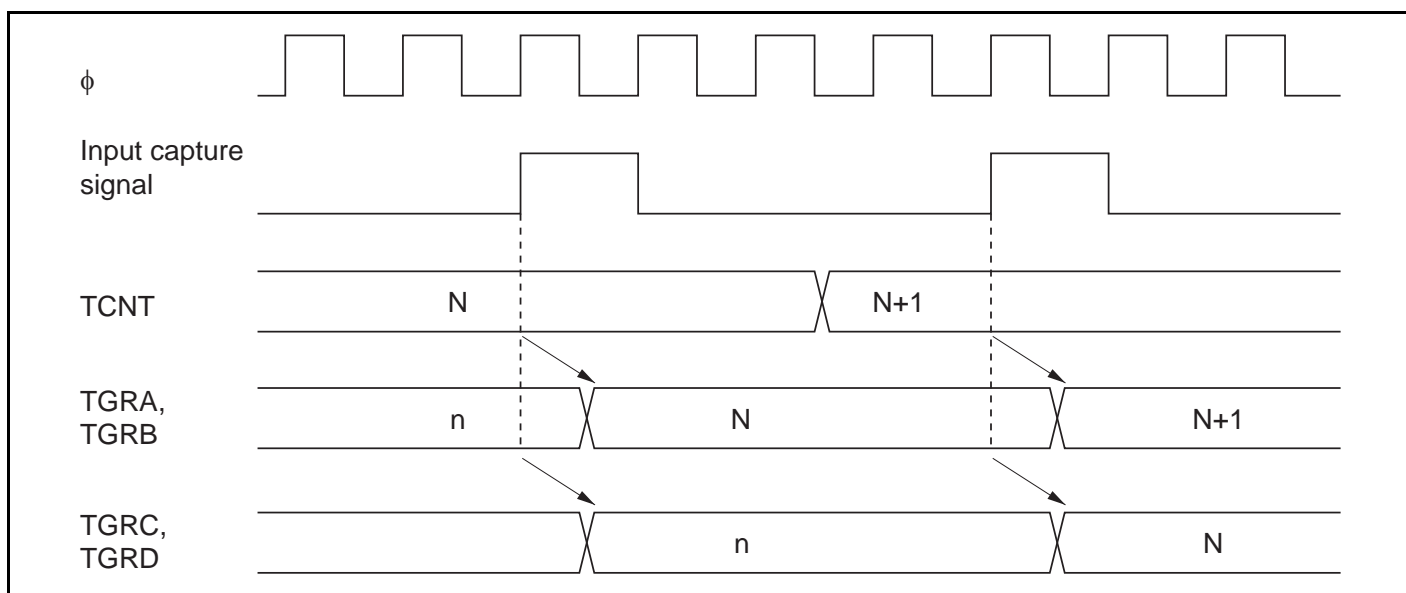 ϕ
Input capture
signal
TCNT
N
N+1
TGRA,
TGRB
n
N
N+1
TGRC,
TGRD
n
N